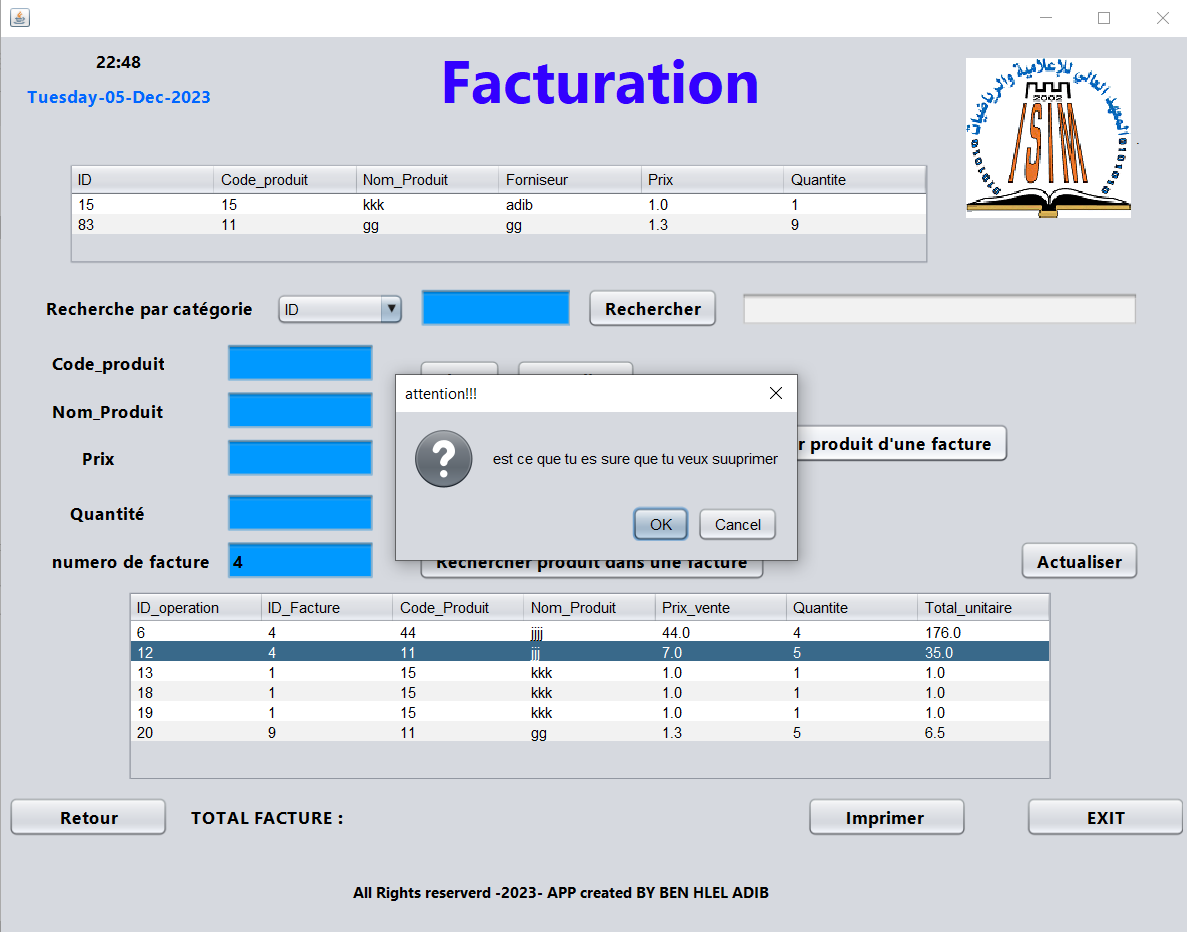 22:48
Facturation
Tuesday-05-Dec-2023
المعهد العالي للإعلامية والرياضيات
2002
ISIMM
ID Code_produit Nom_Produit Forniseur Prix Quantite
15 15 kkk adib 1.0 1
83 11 gg gg 1.3 9
Recherche par catégorie ID Rechercher
Code_produit
attention!!!
Nom_Produit
r produit d'une facture
Prix
est ce que tu es sure que tu veux suuprimer
Quantité
OK Cancel
numero de facture 4 Rechercher produit dans une facture Actualiser
ID_operation ID_Facture Code_Produit Nom_Produit Prix_vente Quantite Total_unitaire
6 4 44 jjjj 44.0 4 176.0
12 4 11 jjj 7.0 5 35.0
13 1 15 kkk 1.0 1 1.0
18 1 15 kkk 1.0 1 1.0
19 1 15 kkk 1.0 1 1.0
20 9 11 gg 1.3 5 6.5
Retour TOTAL FACTURE : Imprimer EXIT
All Rights reserverd -2023- APP created BY BEN HLEL ADIB